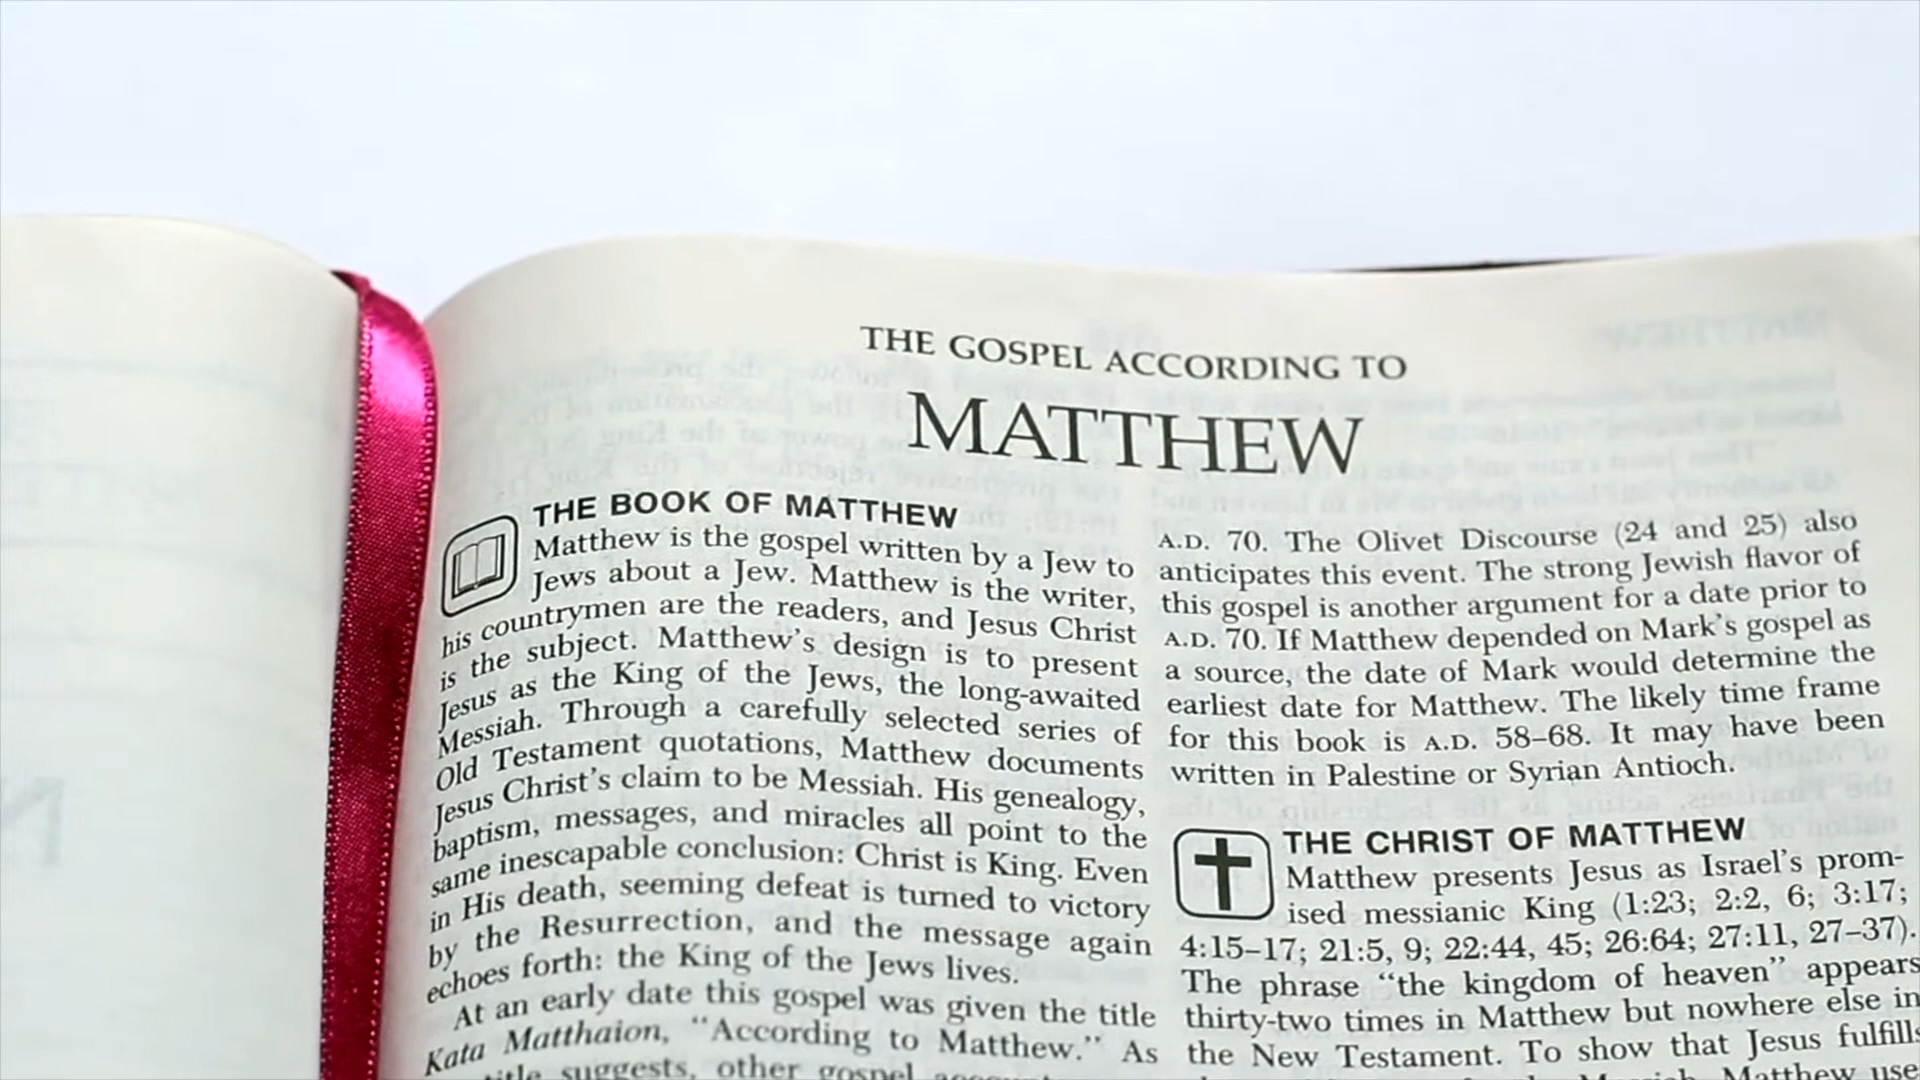 THE GOSPEL ACCORDING TO
MATTHEW
THE BOOK OF MATTHEW
Matthew is the gospel written by a Jew to
Jews about a Jew. Matthew is the writer,
his countrymen are the readers, and Jesus Christ
is the subject. Matthew's design is to present
Jesus as the King of the Jews, the long-awaited
Messiah. Through a carefully selected series of
Old Testament quotations, Matthew documents
Jesus Christ's claim to be Messiah. His genealogy,
baptism, messages, and miracles all point to the
same inescapable conclusion: Christ is King. Even
in His death, seeming defeat is turned to victory
by the Resurrection, and the message again
echoes forth: the King of the Jews lives.
At an early date this gospel was given the title
Kata Matthaion, "According to Matthew." As
title suggests, other gospel
A.D. 70. The Olivet Discourse (24 and 25) also
anticipates this event. The strong Jewish flavor of
this gospel is another argument for a date prior to
A.D. 70. If Matthew depended on Mark's gospel as
a source, the date of Mark would determine the
earliest date for Matthew. The likely time frame
for this book is A.D. 58–68. It may have been
written in Palestine or Syrian Antioch.
THE CHRIST OF MATTHEW
Matthew presents Jesus as Israel's prom-
ised messianic King (1:23; 2:2, 6; 3:17;
4:15–17; 21:5, 9; 22:44, 45; 26:64; 27:11, 27–37).
The phrase "the kingdom of heaven" appears
thirty-two times in Matthew but nowhere else in
the New Testament. To show that Jesus fulfills
Matthew